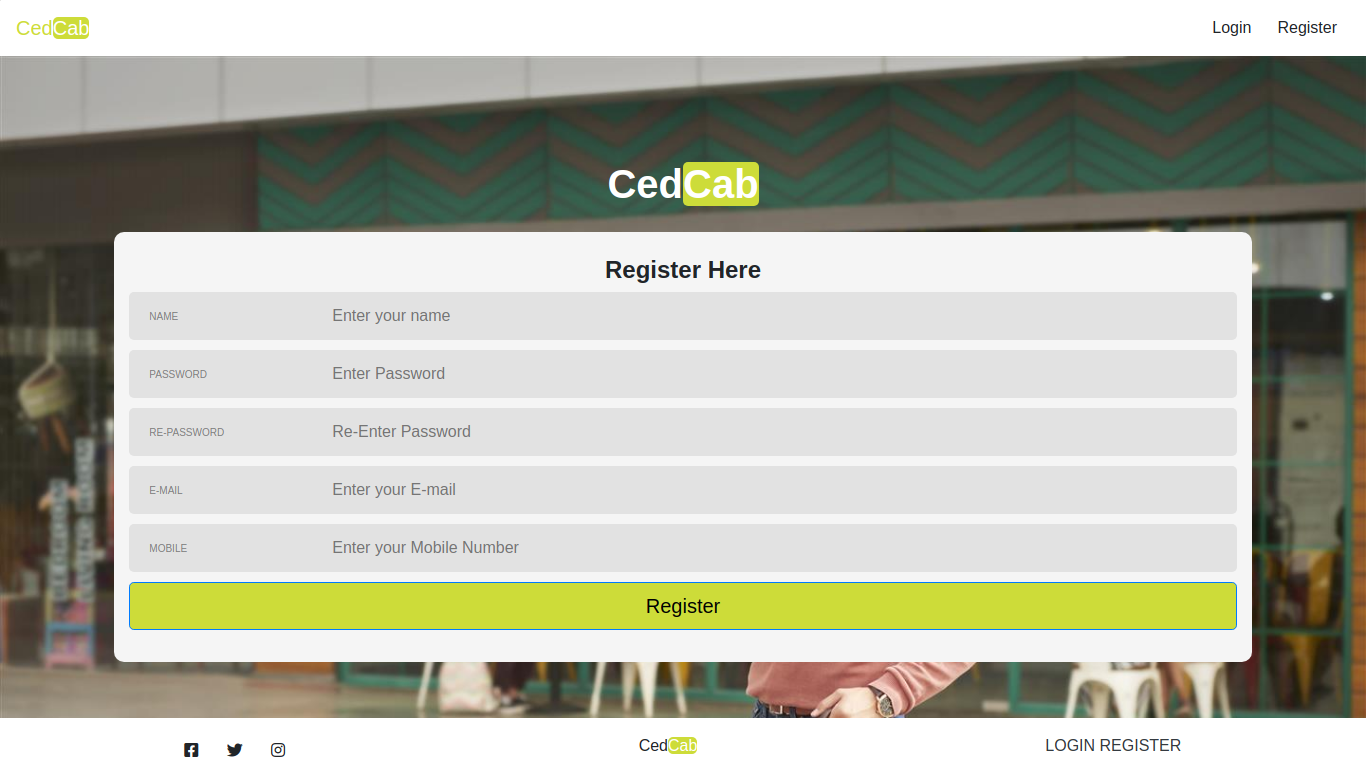 CedCab
Login Register
CedCab
Register Here
NAME Enter your name
PASSWORD Enter Password
RE-PASSWORD Re-Enter Password
E-MAIL Enter your E-mail
MOBILE Enter your Mobile Number
Register
CedCab
LOGIN REGISTER